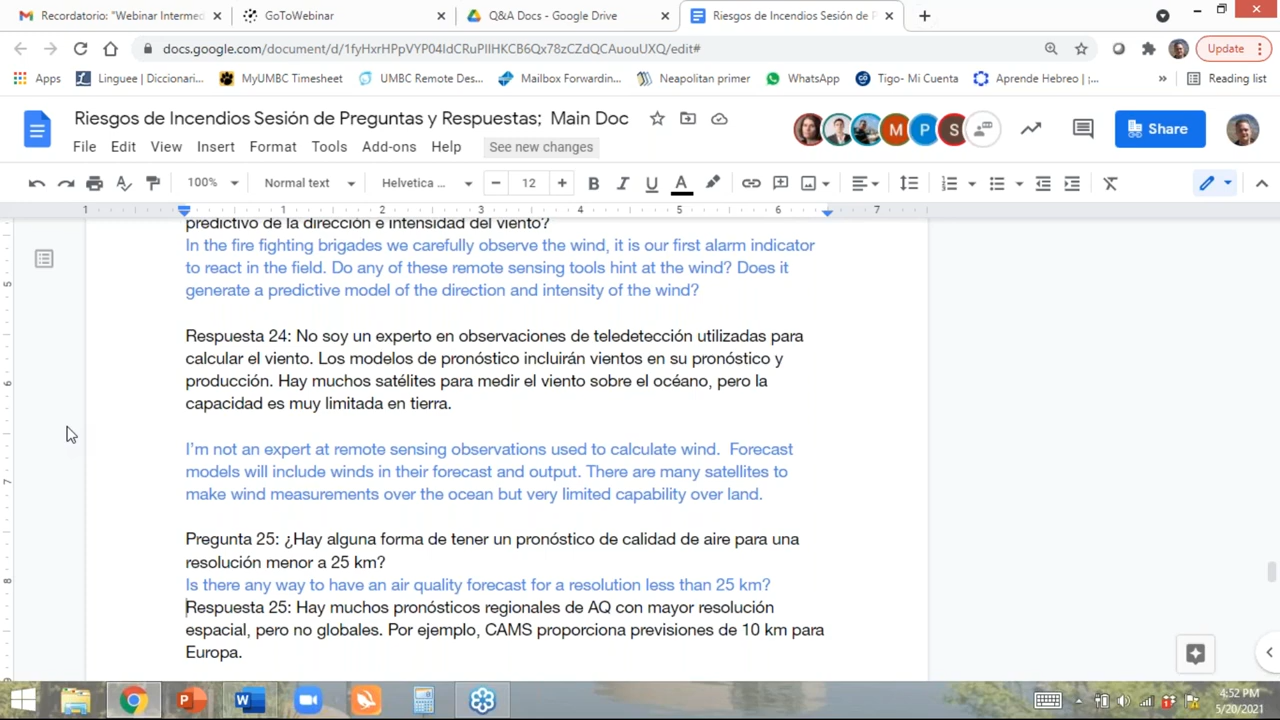 Recordatorio: "Webinar Intermed
GoToWebinar
Q&A Docs - Google Drive
Riesgos de Incendios Sesión de P
docs.google.com/document/d/1fyHxrHPpVYP04IdCRuPIIHKCB6Qx78zCZdQCAuouUXQ/edit#
Update
Apps
Linguee | Diccionari...
MyUMBC Timesheet
UMBC Remote Des...
Mailbox Forwardin...
Neapolitan primer
WhatsApp
Tigo- Mi Cuenta
Aprende Hebreo | ¡...
»
Reading list
Riesgos de Incendios Sesión de Preguntas y Respuestas; Main Doc
M
P
S
Share
File Edit View Insert Format Tools Add-ons Help See new changes
100% Normal text Helvetica ... 12 B I U A
1 1 2 3 4 5 6 7
predictivo de la dirección e intensidad del viento?
In the fire fighting brigades we carefully observe the wind, it is our first alarm indicator
to react in the field. Do any of these remote sensing tools hint at the wind? Does it
5
generate a predictive model of the direction and intensity of the wind?
Respuesta 24: No soy un experto en observaciones de teledetección utilizadas para
calcular el viento. Los modelos de pronóstico incluirán vientos en su pronóstico y
6
producción. Hay muchos satélites para medir el viento sobre el océano, pero la
capacidad es muy limitada en tierra.
I'm not an expert at remote sensing observations used to calculate wind.  Forecast
models will include winds in their forecast and output. There are many satellites to
7
make wind measurements over the ocean but very limited capability over land.
Pregunta 25: ¿Hay alguna forma de tener un pronóstico de calidad de aire para una
resolución menor a 25 km?
8
Is there any way to have an air quality forecast for a resolution less than 25 km?
Respuesta 25: Hay muchos pronósticos regionales de AQ con mayor resolución
espacial, pero no globales. Por ejemplo, CAMS proporciona previsiones de 10 km para
Europa.
4:52 PM
5/20/2021